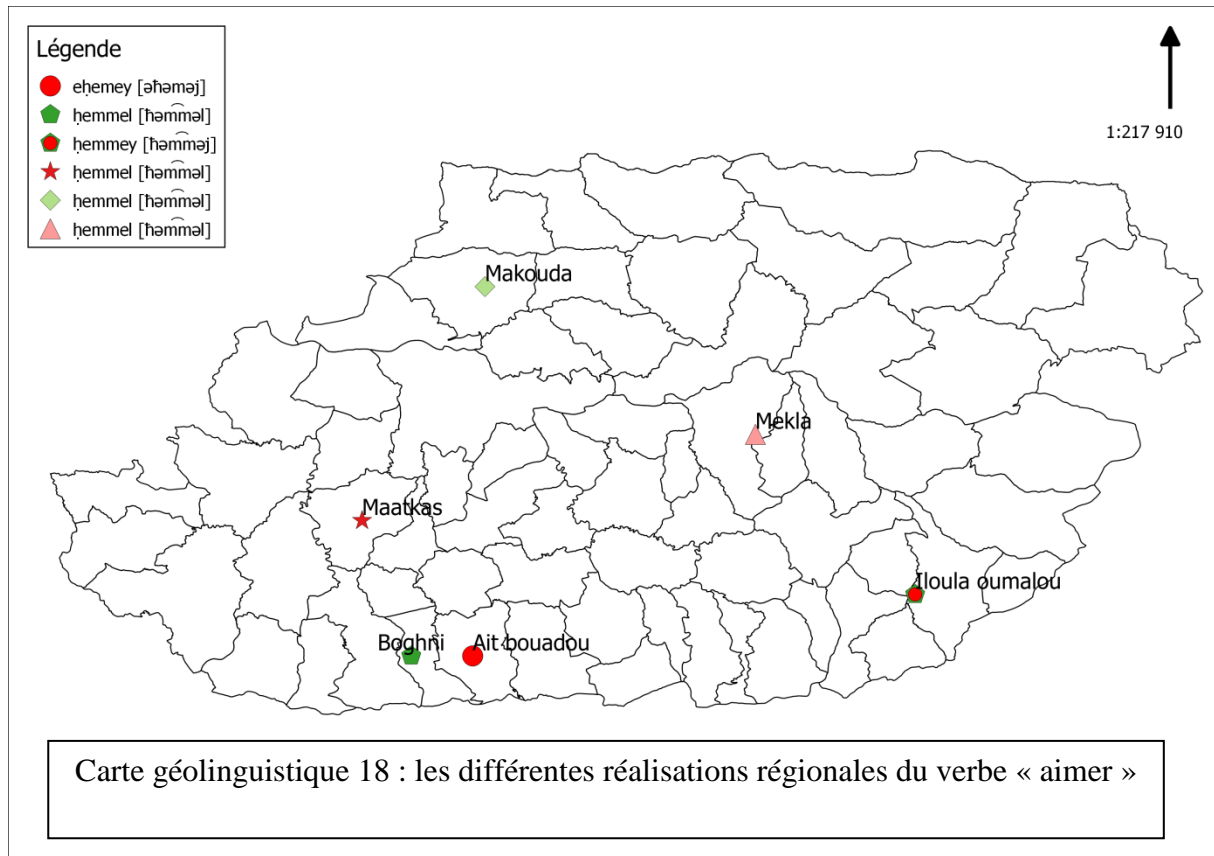 Légende
eḥemey [əħəməj]
ḥemmel [ħəm͡məl]
ḥemmey [ħəm͡məj]
ḥemmel [ħəm͡məl]
ḥemmel [ħəm͡məl]
ḥemmel [ħəm͡məl]
1:217 910
Makouda
Mekla
Maatkas
Iloula oumalou
Boghni
Ait bouadou
Carte géolinguistique 18 : les différentes réalisations régionales du verbe « aimer »